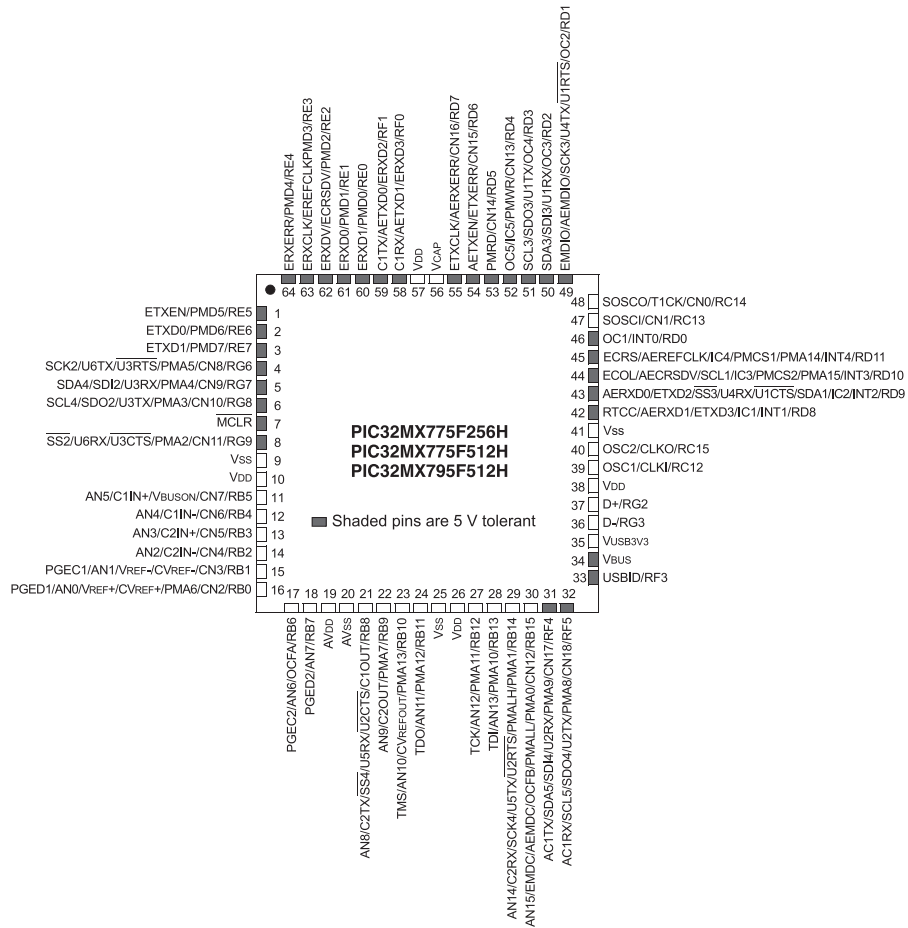 ERXERR/PMD4/RE4
ERXCLK/EREFCLKPMD3/RE3
ERXDV/ECRSDV/PMD2/RE2
ERXD0/PMD1/RE1
ERXD1/PMD0/RE0
C1TX/AETXD0/ERXD2/RF1
C1RX/AETXD1/ERXD3/RF0
VDD
VCAP
ETXCLK/AERXERR/CN16/RD7
AETXEN/ETXERR/CN15/RD6
PMRD/CN14/RD5
OC5/IC5/PMWR/CN13/RD4
SCL3/SDO3/U1TX/OC4/RD3
SDA3/SDI3/U1RX/OC3/RD2
EMDIO/AEMDIO/SCK3/U4TX/U1RTS/OC2/RD1
64 63 62 61 60 59 58 57 56 55 54 53 52 51 50 49
ETXEN/PMD5/RE5 1
ETXD0/PMD6/RE6 2
ETXD1/PMD7/RE7 3
SCK2/U6TX/U3RTS/PMA5/CN8/RG6 4
SDA4/SDI2/U3RX/PMA4/CN9/RG7 5
SCL4/SDO2/U3TX/PMA3/CN10/RG8 6
MCLR 7
SS2/U6RX/U3CTS/PMA2/CN11/RG9 8
VSS 9
VDD 10
AN5/C1IN+/VBUSON/CN7/RB5 11
AN4/C1IN-/CN6/RB4 12
AN3/C2IN+/CN5/RB3 13
AN2/C2IN-/CN4/RB2 14
PGEC1/AN1/VREF-/CVREF-/CN3/RB1 15
PGED1/AN0/VREF+/CVREF+/PMA6/CN2/RB0 16
PIC32MX775F256H
PIC32MX775F512H
PIC32MX795F512H
Shaded pins are 5 V tolerant
48 SOSCO/T1CK/CN0/RC14
47 SOSCI/CN1/RC13
46 OC1/INT0/RD0
45 ECRS/AEREFCLK/IC4/PMCS1/PMA14/INT4/RD11
44 ECOL/AECRSDV/SCL1/IC3/PMCS2/PMA15/INT3/RD10
43 AERXD0/ETXD2/SS3/U4RX/U1CTS/SDA1/IC2/INT2/RD9
42 RTCC/AERXD1/ETXD3/IC1/INT1/RD8
41 Vss
40 OSC2/CLKO/RC15
39 OSC1/CLKI/RC12
38 VDD
37 D+/RG2
36 D-/RG3
35 VUSB3V3
34 VBUS
33 USBID/RF3
17 18 19 20 21 22 23 24 25 26 27 28 29 30 31 32
PGEC2/AN6/OCFA/RB6
PGED2/AN7/RB7
AVDD
AVSS
AN8/C2TX/SS4/U5RX/U2CTS/C1OUT/RB8
AN9/C2OUT/PMA7/RB9
TMS/AN10/CVREFOUT/PMA13/RB10
TDO/AN11/PMA12/RB11
VSS
VDD
TCK/AN12/PMA11/RB12
TDI/AN13/PMA10/RB13
AN14/C2RX/SCK4/U5TX/U2RTS/PMALH/PMA1/RB14
AN15/EMDC/AEMDC/OCFB/PMALL/PMA0/CN12/RB15
AC1TX/SDA5/SDI4/U2RX/PMA9/CN17/RF4
AC1RX/SCL5/SDO4/U2TX/PMA8/CN18/RF5